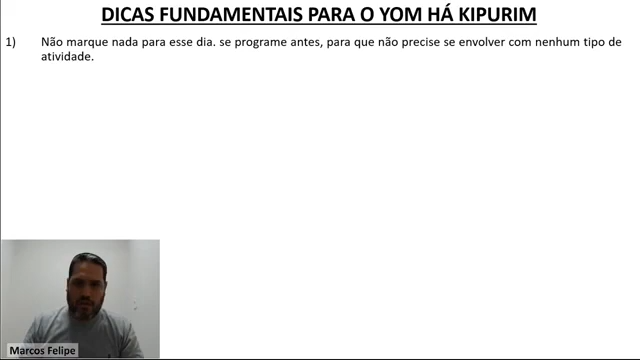 DICAS FUNDAMENTAIS PARA O YOM HÁ KIPURIM
1) Não marque nada para esse dia. se programe antes, para que não precise se envolver com nenhum tipo de
atividade.
Marcos Felipe